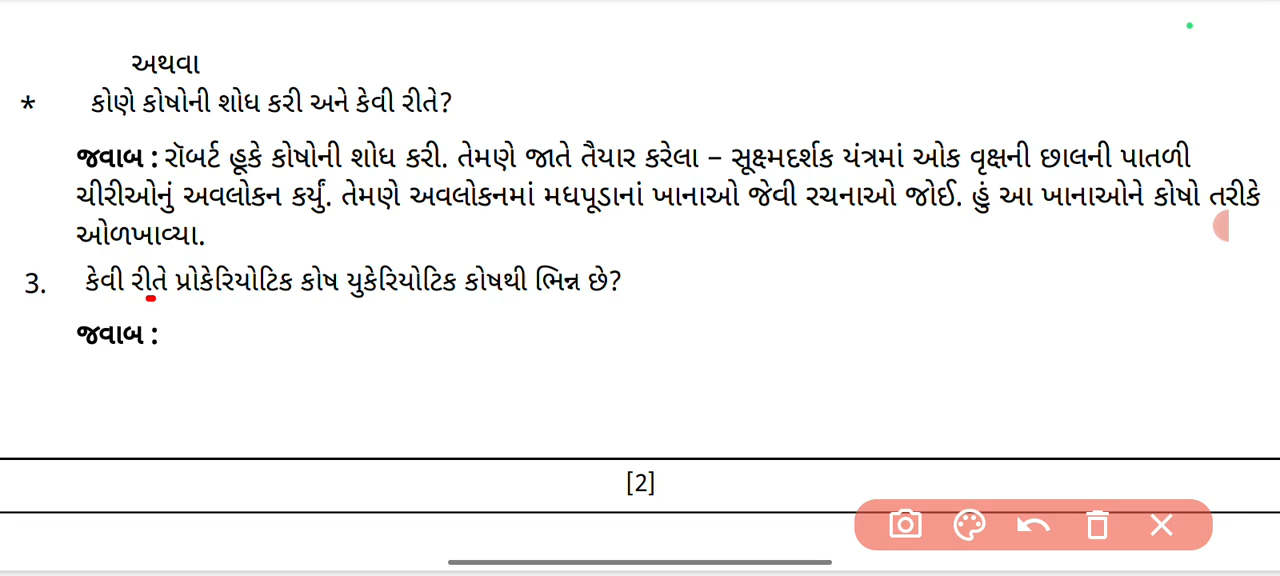 અથવા
* કોણે કોષોની શોધ કરી અને કેવી રીતે?
જવાબ : રૉબર્ટ હૂકે કોષોની શોધ કરી. તેમણે જાતે તૈયાર કરેલા – સૂક્ષ્મદર્શક યંત્રમાં ઓક વૃક્ષની છાલની પાતળી
ચીરીઓનું અવલોકન કર્યું. તેમણે અવલોકનમાં મધપૂડાનાં ખાનાઓ જેવી રચનાઓ જોઈ. હું આ ખાનાઓને કોષો તરીકે
ઓળખાવ્યા.
3. કેવી રીતે પ્રોકેરિયોટિક કોષ યુકેરિયોટિક કોષથી ભિન્ન છે?
જવાબ :
[2]